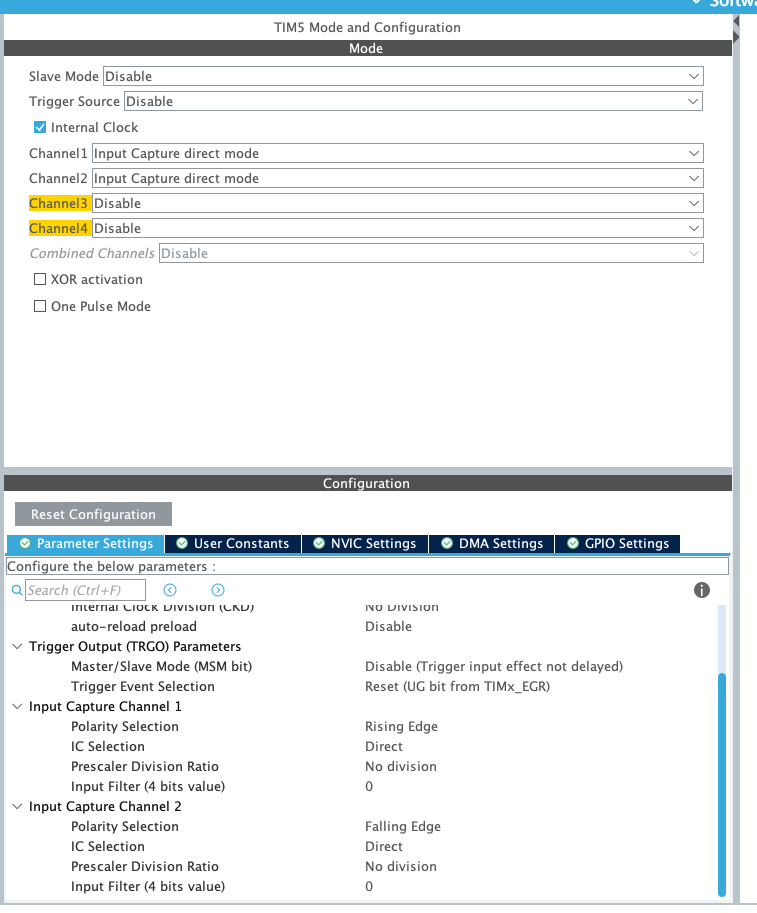 TIM5 Mode and Configuration
Mode
Slave Mode Disable
Trigger Source Disable
Internal Clock
Channel1 Input Capture direct mode
Channel2 Input Capture direct mode
Channel3 Disable
Channel4 Disable
Combined Channels Disable
XOR activation
One Pulse Mode
Configuration
Reset Configuration
Parameter Settings User Constants NVIC Settings DMA Settings GPIO Settings
Configure the below parameters :
Search (Ctrl+F)
Internal Clock Division (CKD) No Division
auto-reload preload Disable
Trigger Output (TRGO) Parameters
Master/Slave Mode (MSM bit) Disable (Trigger input effect not delayed)
Trigger Event Selection Reset (UG bit from TIMx_EGR)
Input Capture Channel 1
Polarity Selection Rising Edge
IC Selection Direct
Prescaler Division Ratio No division
Input Filter (4 bits value) 0
Input Capture Channel 2
Polarity Selection Falling Edge
IC Selection Direct
Prescaler Division Ratio No division
Input Filter (4 bits value) 0